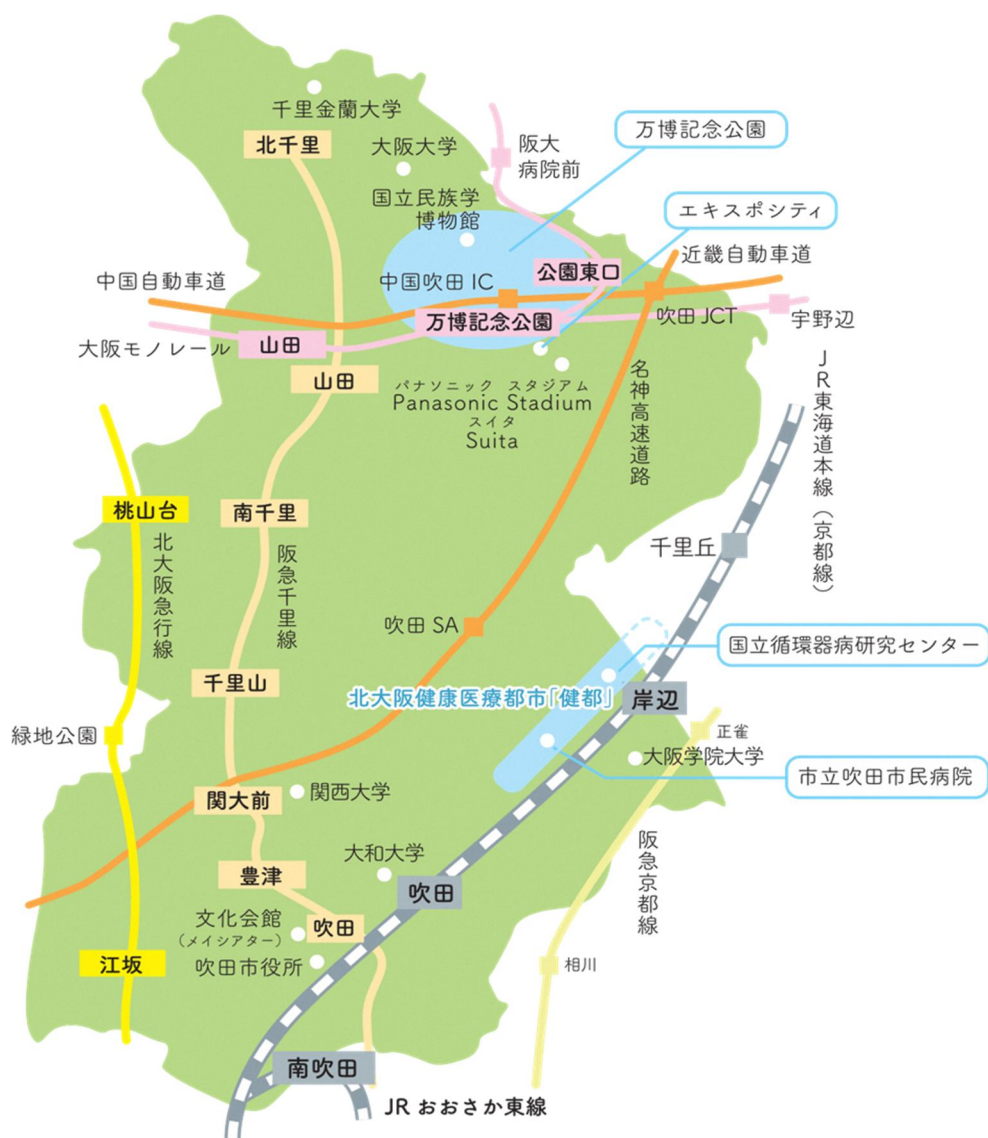 千里金蘭大学
万博記念公園
北千里
大阪大学
阪大
病院前
国立民族学
博物館
エキスポシティ
近畿自動車道
公園東口
中国自動車道
中国吹田 IC
万博記念公園
吹田 JCT
宇野辺
大阪モノレール
山田
山田
パナソニック スタジアム
Panasonic Stadium
スイタ
Suita
名神高速道路
JR東海道本線（京都線）
桃山台
南千里
北大阪急行線
阪急千里線
千里丘
吹田 SA
国立循環器病研究センター
千里山
北大阪健康医療都市「健都」
岸辺
緑地公園
正雀
大阪学院大学
市立吹田市民病院
関大前
関西大学
阪急京都線
大和大学
豊津
吹田
文化会館
（メイシアター）
吹田
江坂
吹田市役所
相川
南吹田
JR おおさか東線